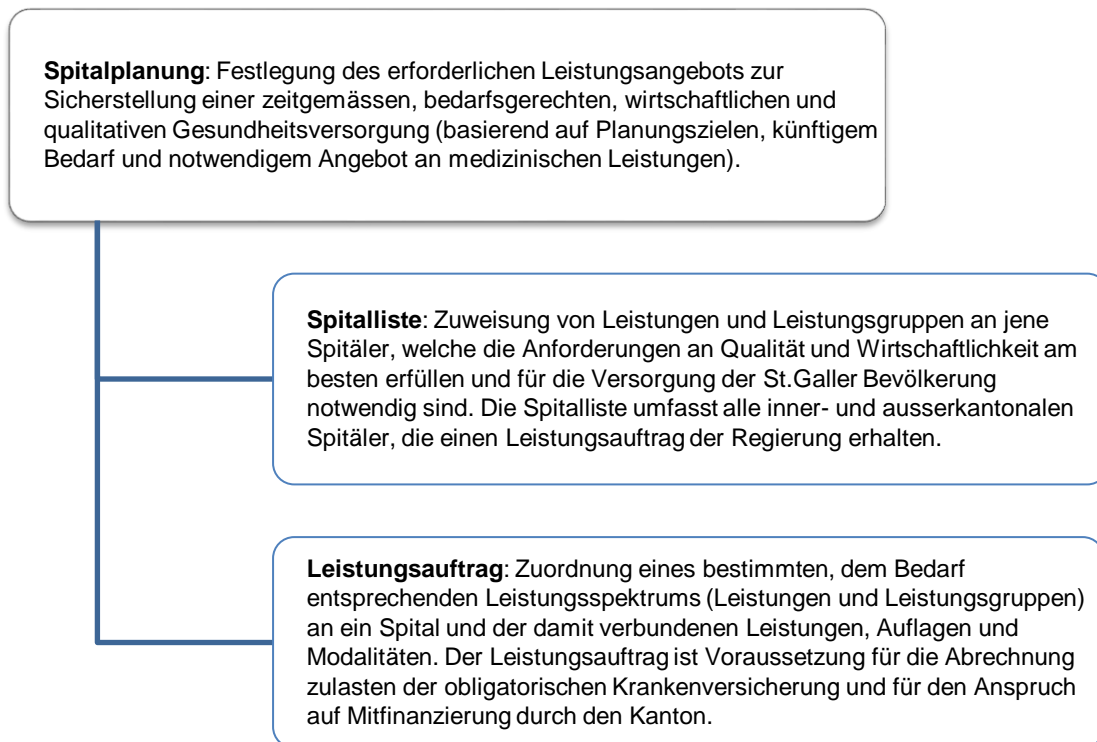 Spitalplanung: Festlegung des erforderlichen Leistungsangebots zur
Sicherstellung einer zeitgemässen, bedarfsgerechten, wirtschaftlichen und
qualitativen Gesundheitsversorgung (basierend auf Planungszielen, künftigem
Bedarf und notwendigem Angebot an medizinischen Leistungen).
Spitalliste: Zuweisung von Leistungen und Leistungsgruppen an jene
Spitäler, welche die Anforderungen an Qualität und Wirtschaftlichkeit am
besten erfüllen und für die Versorgung der St.Galler Bevölkerung
notwendig sind. Die Spitalliste umfasst alle inner- und ausserkantonalen
Spitäler, die einen Leistungsauftrag der Regierung erhalten.
Leistungsauftrag: Zuordnung eines bestimmten, dem Bedarf
entsprechenden Leistungsspektrums (Leistungen und Leistungsgruppen)
an ein Spital und der damit verbundenen Leistungen, Auflagen und
Modalitäten. Der Leistungsauftrag ist Voraussetzung für die Abrechnung
zulasten der obligatorischen Krankenversicherung und für den Anspruch
auf Mitfinanzierung durch den Kanton.